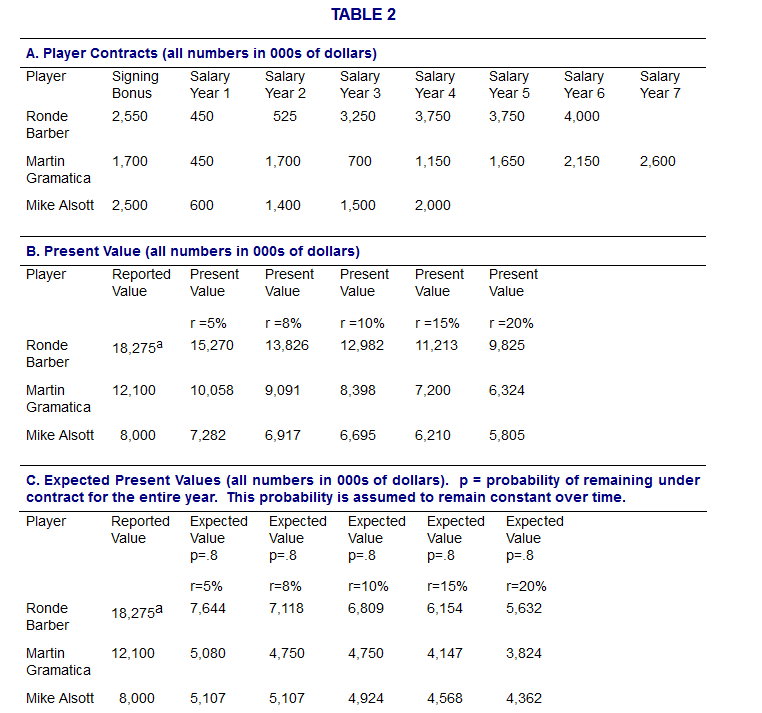 TABLE 2
A. Player Contracts (all numbers in 000s of dollars)
Player Signing Salary Salary Salary Salary Salary Salary Salary
Bonus Year 1 Year 2 Year 3 Year 4 Year 5 Year 6 Year 7
Ronde 2,550 450 525 3,250 3,750 3,750 4,000
Barber
Martin 1,700 450 1,700 700 1,150 1,650 2,150 2,600
Gramatica
Mike Alsott 2,500 600 1,400 1,500 2,000
B. Present Value (all numbers in 000s of dollars)
Player Reported Present Present Present Present Present
Value Value Value Value Value Value
r =5% r =8% r =10% r =15% r =20%
Ronde 18,275a 15,270 13,826 12,982 11,213 9,825
Barber
Martin 12,100 10,058 9,091 8,398 7,200 6,324
Gramatica
Mike Alsott 8,000 7,282 6,917 6,695 6,210 5,805
C. Expected Present Values (all numbers in 000s of dollars). p = probability of remaining under
contract for the entire year. This probability is assumed to remain constant over time.
Player Reported Expected Expected Expected Expected Expected
Value Value Value Value Value Value
p=.8 p=.8 p=.8 p=.8 p=.8
r=5% r=8% r=10% r=15% r=20%
Ronde 18,275a 7,644 7,118 6,809 6,154 5,632
Barber
Martin 12,100 5,080 4,750 4,750 4,147 3,824
Gramatica
Mike Alsott 8,000 5,107 5,107 4,924 4,568 4,362